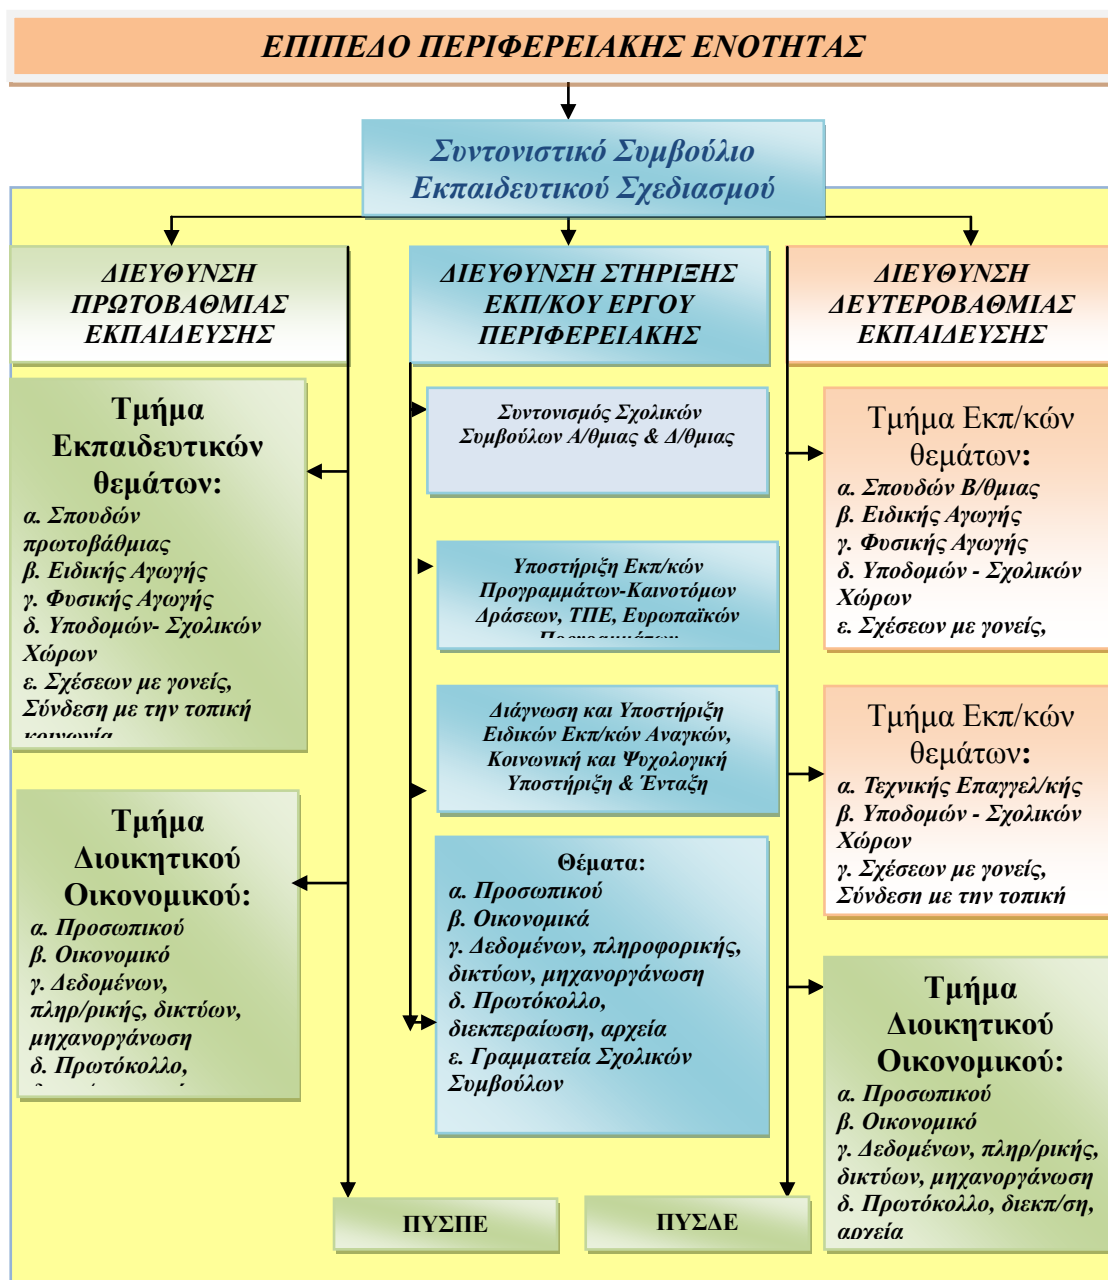 ΕΠΙΠΕΔΟ ΠΕΡΙΦΕΡΕΙΑΚΗΣ ΕΝΟΤΗΤΑΣ
Συντονιστικό Συμβούλιο
Εκπαιδευτικού Σχεδιασμού
ΔΙΕΥΘΥΝΣΗ
ΠΡΩΤΟΒΑΘΜΙΑΣ
ΕΚΠΑΙΔΕΥΣΗΣ
Τμήμα
Εκπαιδευτικών
θεμάτων:
α. Σπουδών
πρωτοβάθμιας
β. Ειδικής Αγωγής
γ. Φυσικής Αγωγής
δ. Υποδομών- Σχολικών
Χώρων
ε. Σχέσεων με γονείς,
Σύνδεση με την τοπική
κοινωνία
Τμήμα
Διοικητικού
Οικονομικού:
α. Προσωπικού
β. Οικονομικό
γ. Δεδομένων,
πληρ/ρικής, δικτύων,
μηχανοργάνωση
δ. Πρωτόκολλο,
ΠΥΣΠΕ
ΔΙΕΥΘΥΝΣΗ ΣΤΗΡΙΞΗΣ
ΕΚΠ/ΚΟΥ ΕΡΓΟΥ
ΠΕΡΙΦΕΡΕΙΑΚΗΣ
Συντονισμός Σχολικών
Συμβούλων Α/θμιας & Δ/θμιας
Υποστήριξη Εκπ/κών
Προγραμμάτων-Καινοτόμων
Δράσεων, ΤΠΕ, Ευρωπαϊκών
Προγραμμάτων
Διάγνωση και Υποστήριξη
Ειδικών Εκπ/κών Αναγκών,
Κοινωνική και Ψυχολογική
Υποστήριξη & Ένταξη
Θέματα:
α. Προσωπικού
β. Οικονομικά
γ. Δεδομένων, πληροφορικής,
δικτύων, μηχανοργάνωση
δ. Πρωτόκολλο,
διεκπεραίωση, αρχεία
ε. Γραμματεία Σχολικών
Συμβούλων
ΔΙΕΥΘΥΝΣΗ
ΔΕΥΤΕΡΟΒΑΘΜΙΑΣ
ΕΚΠΑΙΔΕΥΣΗΣ
Τμήμα Εκπ/κών
θεμάτων:
α. Σπουδών Β/θμιας
β. Ειδικής Αγωγής
γ. Φυσικής Αγωγής
δ. Υποδομών - Σχολικών
Χώρων
ε. Σχέσεων με γονείς,
Τμήμα Εκπ/κών
θεμάτων:
α. Τεχνικής Επαγγελ/κής
β. Υποδομών - Σχολικών
Χώρων
γ. Σχέσεων με γονείς,
Σύνδεση με την τοπική
Τμήμα
Διοικητικού
Οικονομικού:
α. Προσωπικού
β. Οικονομικό
γ. Δεδομένων, πληρ/ρικής,
δικτύων, μηχανοργάνωση
δ. Πρωτόκολλο, διεκπ/ση,
αρχεία
ΠΥΣΔΕ